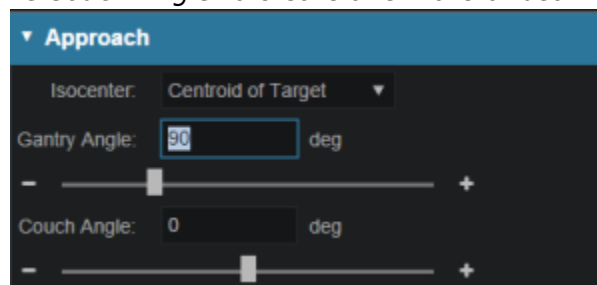 ▼ Approach
Isocenter: Centroid of Target ▼
Gantry Angle: 90 deg
- +
Couch Angle: 0 deg
- +